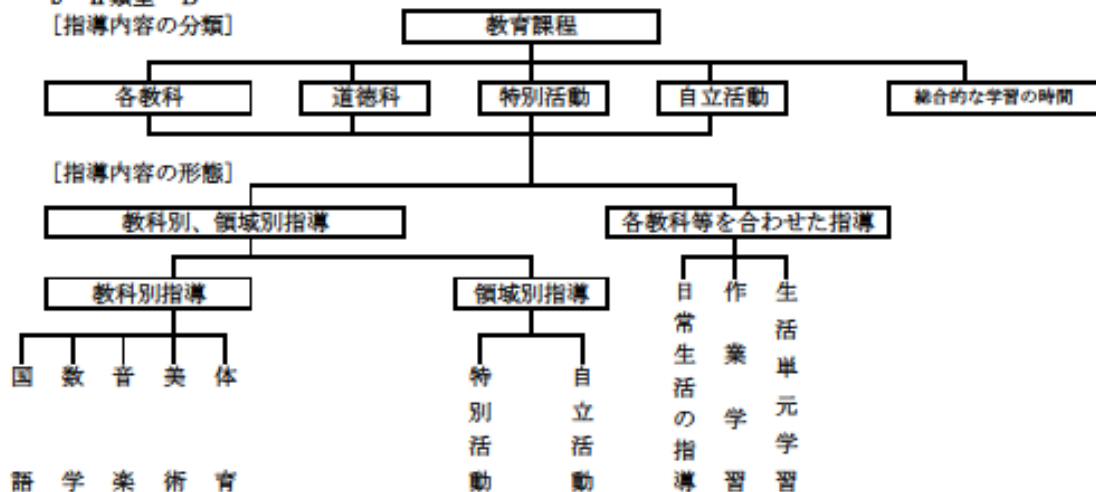 [指導内容の分類]
教育課程
各教科
道徳科
特別活動
自立活動
総合的な学習の時間
[指導内容の形態]
教科別、領域別指導
各教科等を合わせた指導
教科別指導
領域別指導
国語
数学
音楽
美術
体育
特別活動
自立活動
日常生活の指導
作業学習
生活単元学習